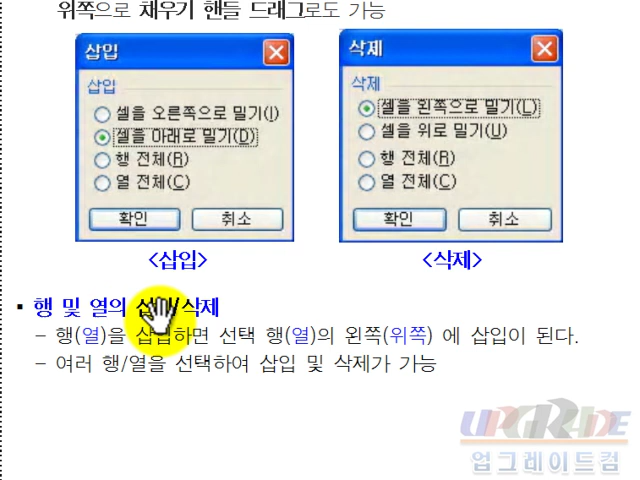 위쪽으로 채우기 핸들 드래그로도 가능
삽입
삽입
셀을 오른쪽으로 밀기(I)
셀을 아래로 밀기(D)
행 전체(R)
열 전체(C)
확인 취소
<삽입>
삭제
삭제
셀을 왼쪽으로 밀기(L)
셀을 위로 밀기(U)
행 전체(R)
열 전체(C)
확인 취소
<삭제>
▪ 행 및 열의 삽입/삭제
- 행(열)을 삽입하면 선택 행(열)의 왼쪽(위쪽) 에 삽입이 된다.
- 여러 행/열을 선택하여 삽입 및 삭제가 가능
UPGRADE
업그레이드컴